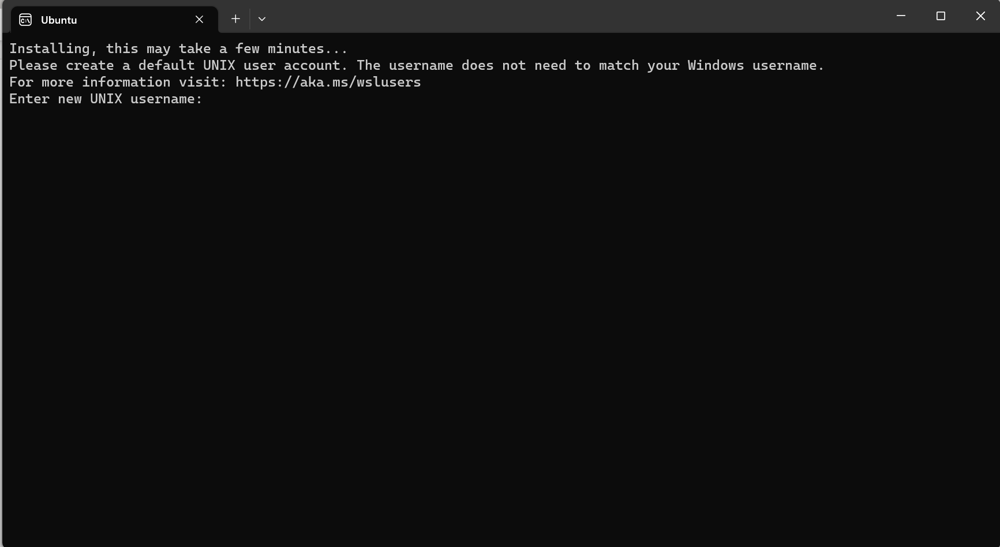 Ubuntu
Installing, this may take a few minutes...
Please create a default UNIX user account. The username does not need to match your Windows username.
For more information visit: https://aka.ms/wslusers
Enter new UNIX username: